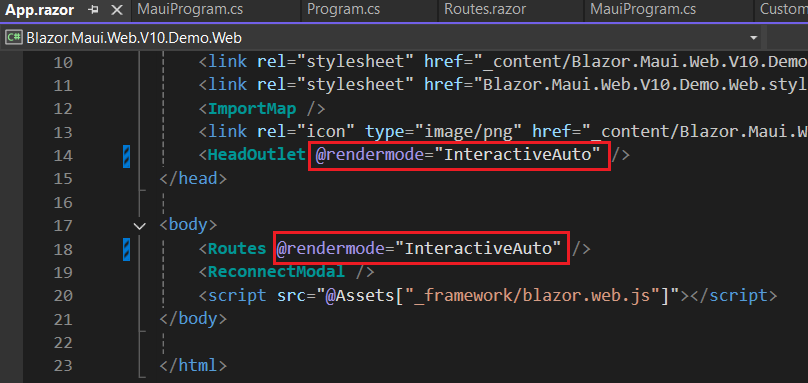 App.razor MauiProgram.cs Program.cs Routes.razor MauiProgram.cs Custom
C# Blazor.Maui.Web.V10.Demo.Web
10 <link rel="stylesheet" href="_content/Blazor.Maui.Web.V10.Demo
11 <link rel="stylesheet" href="Blazor.Maui.Web.V10.Demo.Web.styl
12 <ImportMap />
13 <link rel="icon" type="image/png" href="_content/Blazor.Maui.W
14 <HeadOutlet @rendermode="InteractiveAuto" />
15 </head>
16
17 <body>
18 <Routes @rendermode="InteractiveAuto" />
19 <ReconnectModal />
20 <script src="@Assets["_framework/blazor.web.js"]"></script>
21 </body>
22
23 </html>